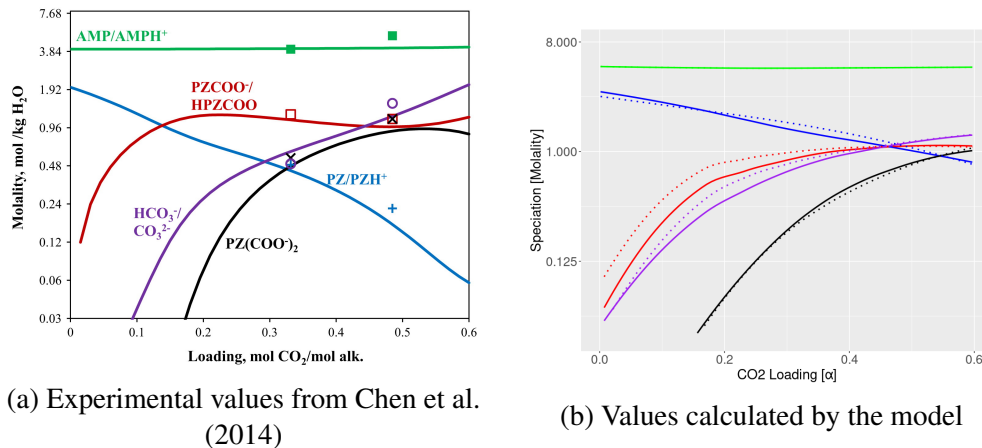 7.68
3.84
1.92
0.96
0.48
0.24
0.12
0.06
0.03
Molality, mol /kg H₂O
AMP/AMPH⁺
PZCOO⁻/
HPZCOO
PZ/PZH⁺
HCO₃⁻/
CO₃²⁻
PZ(COO⁻)₂
0 0.1 0.2 0.3 0.4 0.5 0.6
Loading, mol CO₂/mol alk.
(a) Experimental values from Chen et al.
(2014)
8.000
1.000
0.125
Speciation [Molality]
0.0 0.2 0.4 0.6
CO2 Loading [α]
(b) Values calculated by the model